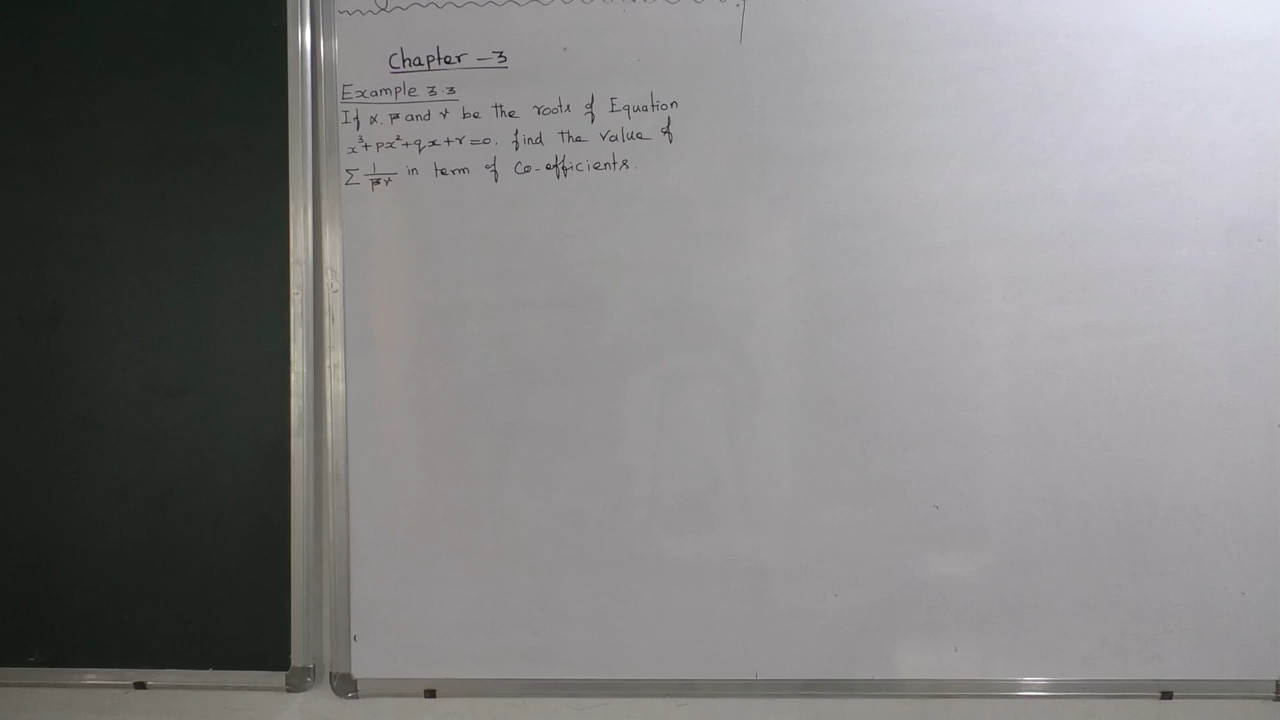 Chapter - 3
Example 3.3
If α, β and γ be the roots of Equation
x³+px²+qx+r=0, find the value of
Σ 1/βγ in term of Co-efficients.